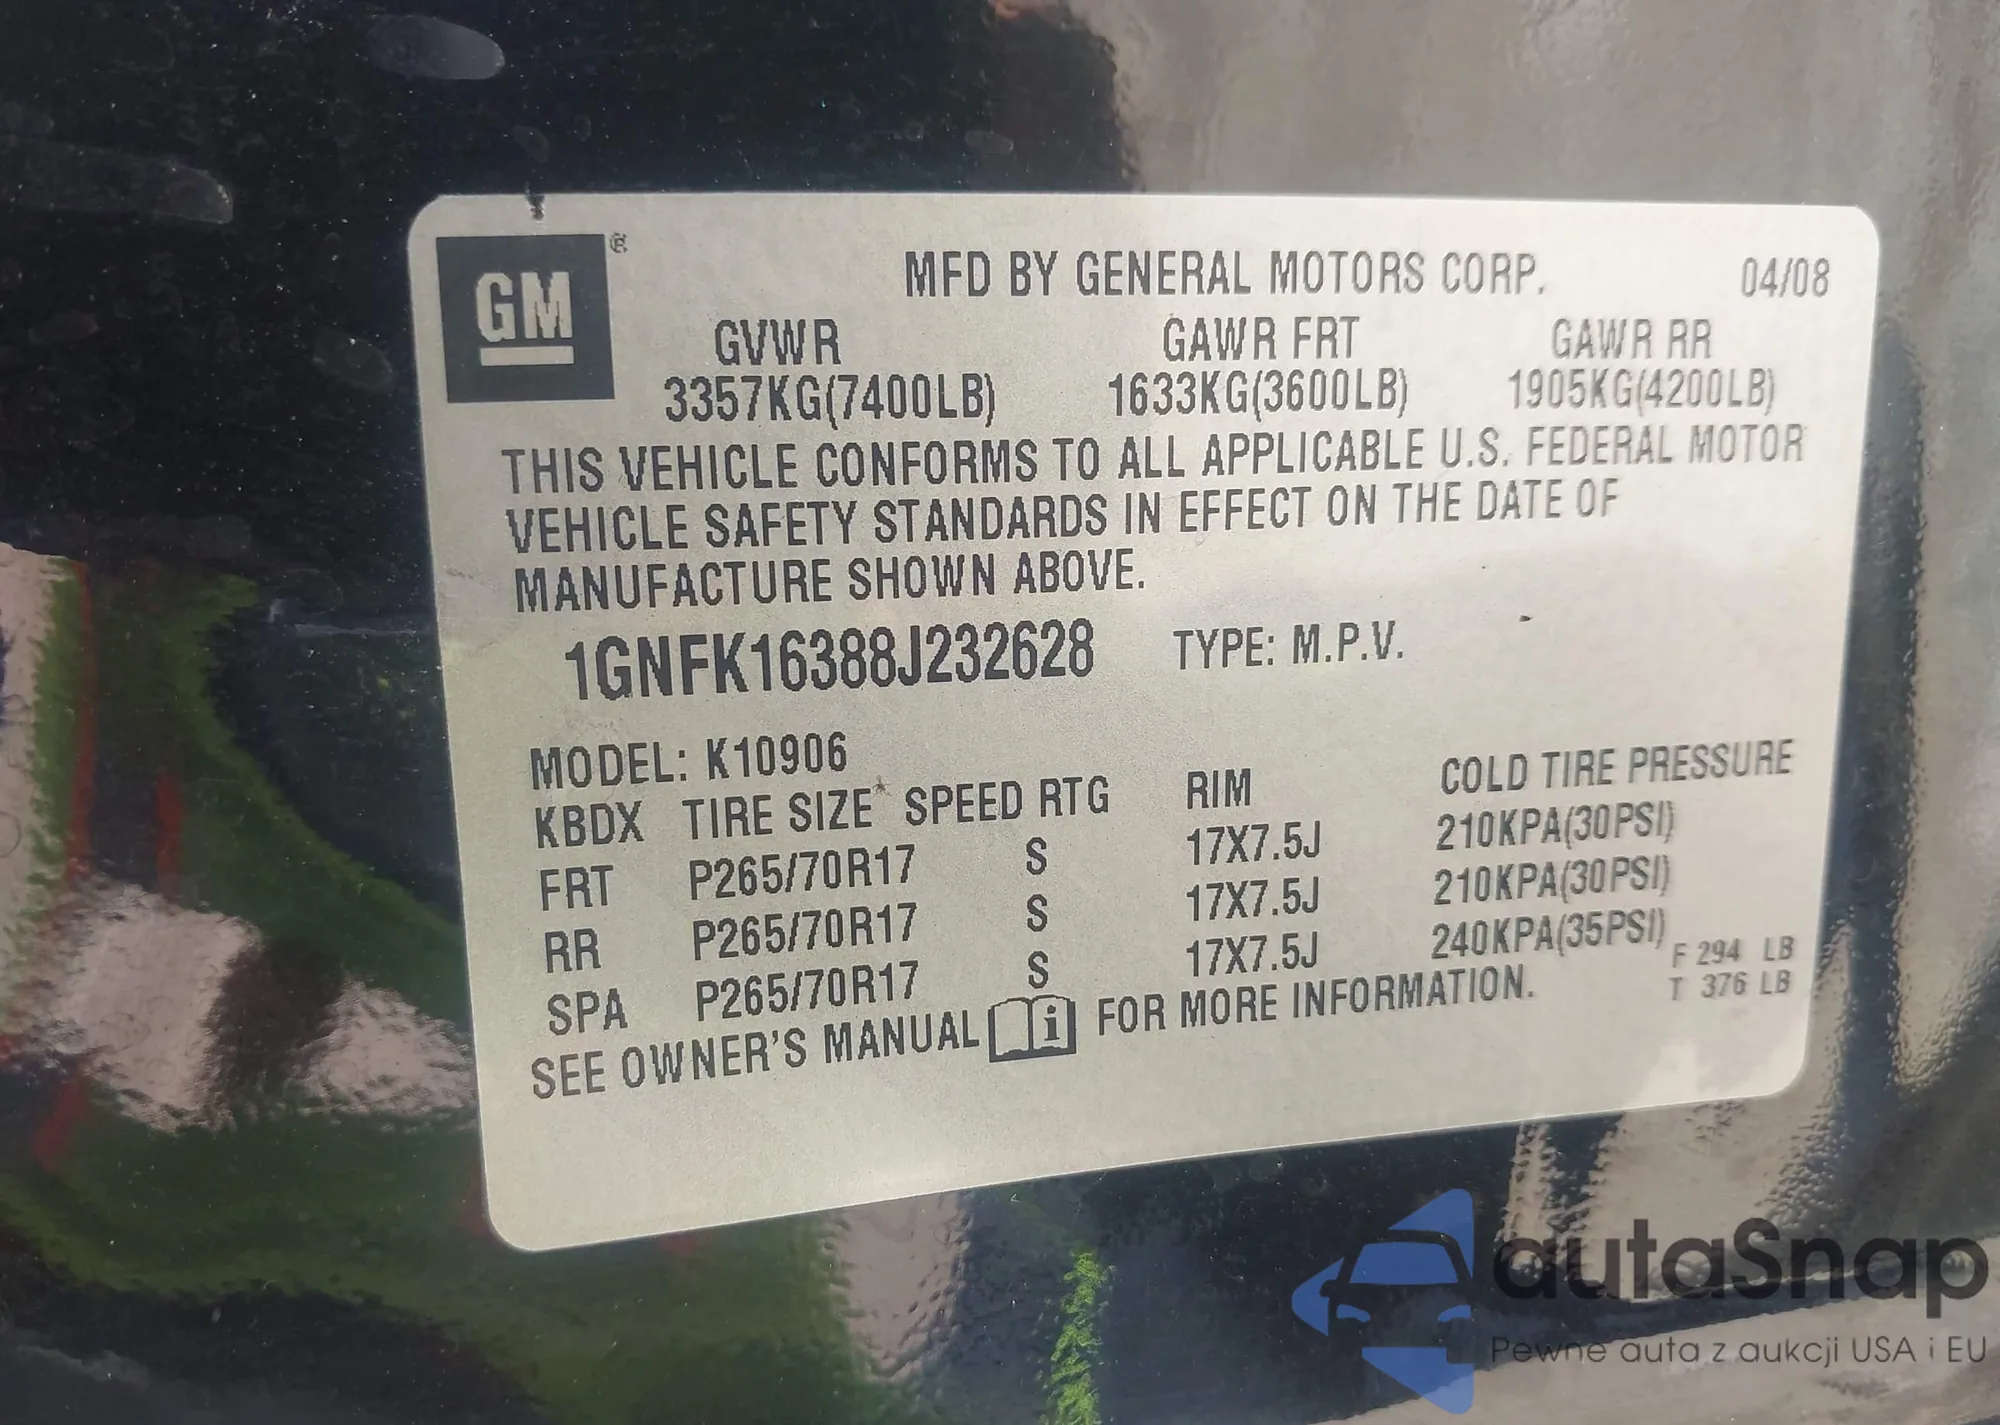 GM ®
MFD BY GENERAL MOTORS CORP. 04/08
GVWR GAWR FRT GAWR RR
3357KG(7400LB) 1633KG(3600LB) 1905KG(4200LB)
THIS VEHICLE CONFORMS TO ALL APPLICABLE U.S. FEDERAL MOTOR
VEHICLE SAFETY STANDARDS IN EFFECT ON THE DATE OF
MANUFACTURE SHOWN ABOVE.
1GNFK16388J232628 TYPE: M.P.V.
MODEL: K10906
KBDX TIRE SIZE SPEED RTG RIM COLD TIRE PRESSURE
FRT P265/70R17 S 17X7.5J 210KPA(30PSI)
RR P265/70R17 S 17X7.5J 210KPA(30PSI)
SPA P265/70R17 S 17X7.5J 240KPA(35PSI)
F 294 LB
T 376 LB
SEE OWNER'S MANUAL i FOR MORE INFORMATION.
autaSnap
Pewne auta z aukcji USA i EU